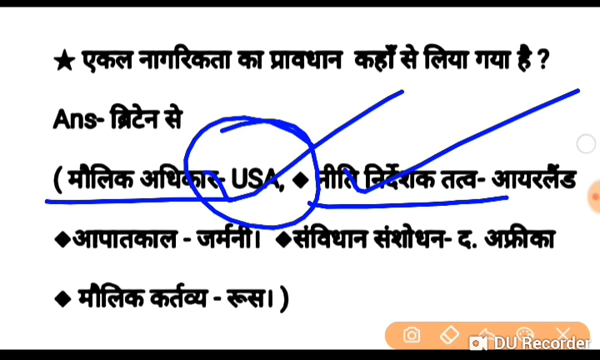 ★ एकल नागरिकता का प्रावधान कहाँ से लिया गया है ?
Ans- ब्रिटेन से
( मौलिक अधिकार- USA, ◆ नीति निर्देशक तत्व- आयरलैंड
◆आपातकाल - जर्मनी। ◆संविधान संशोधन- द. अफ्रीका
◆ मौलिक कर्तव्य - रूस। )
DU Recorder